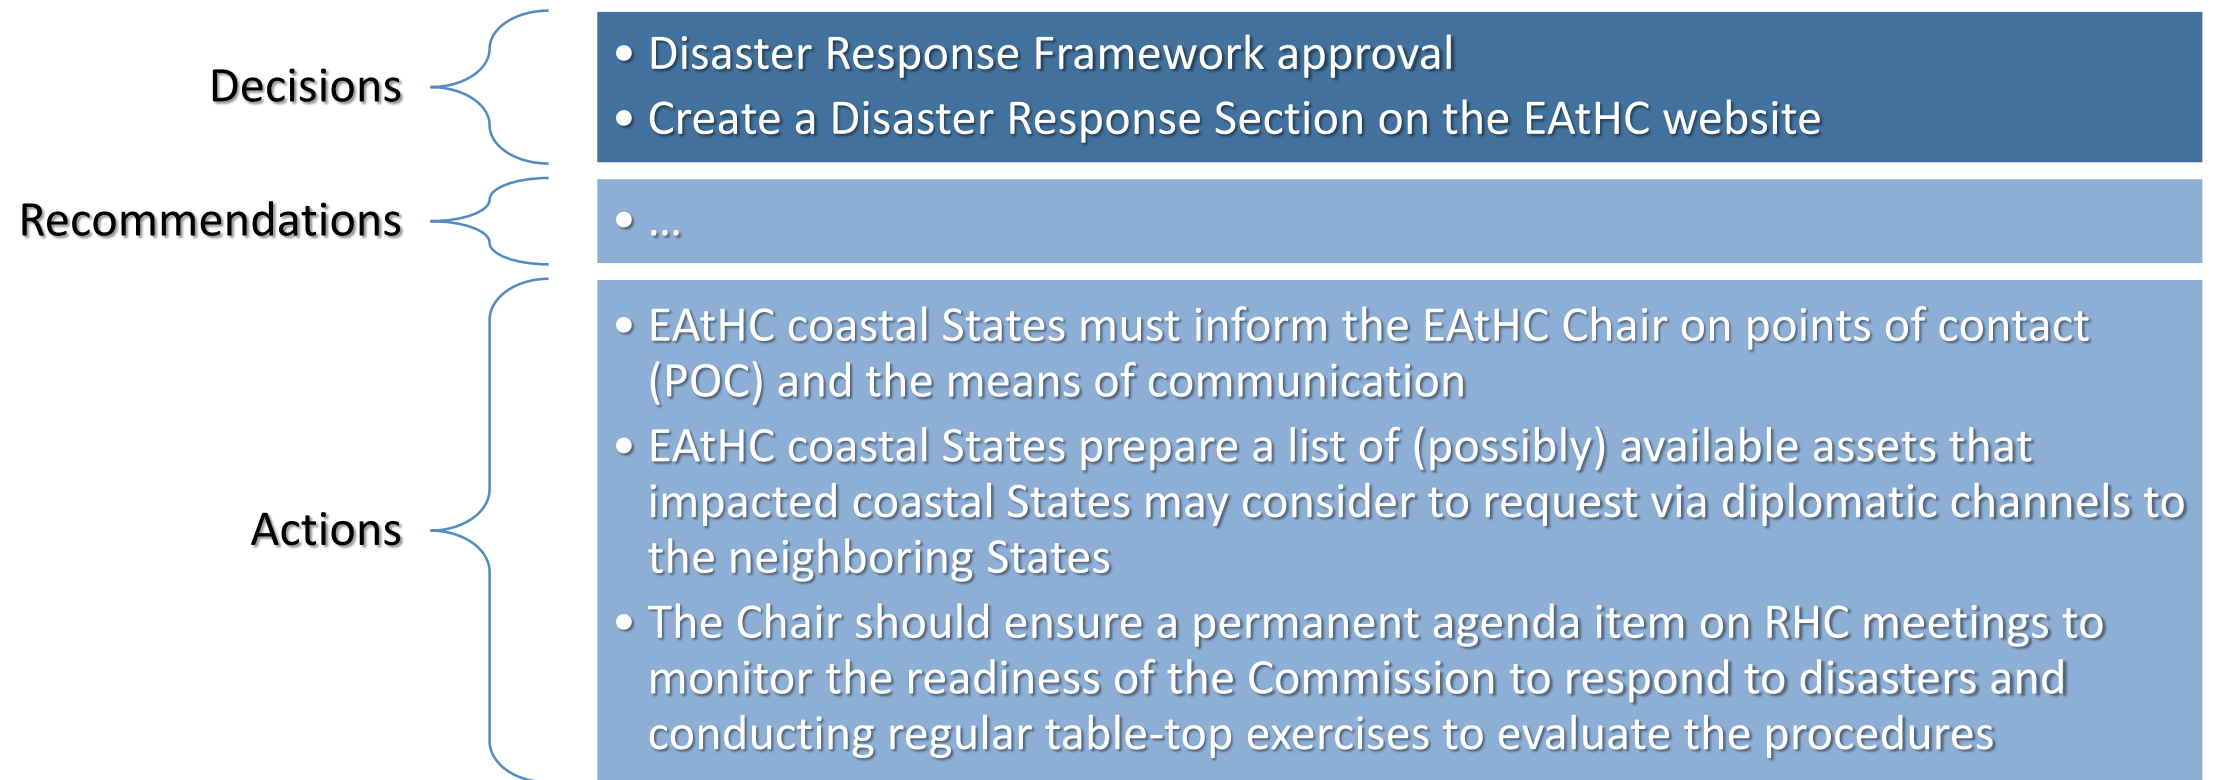 Decisions
• Disaster Response Framework approval
• Create a Disaster Response Section on the EAtHC website
Recommendations
• ...
Actions
• EAtHC coastal States must inform the EAtHC Chair on points of contact
(POC) and the means of communication
• EAtHC coastal States prepare a list of (possibly) available assets that
impacted coastal States may consider to request via diplomatic channels to
the neighboring States
• The Chair should ensure a permanent agenda item on RHC meetings to
monitor the readiness of the Commission to respond to disasters and
conducting regular table-top exercises to evaluate the procedures